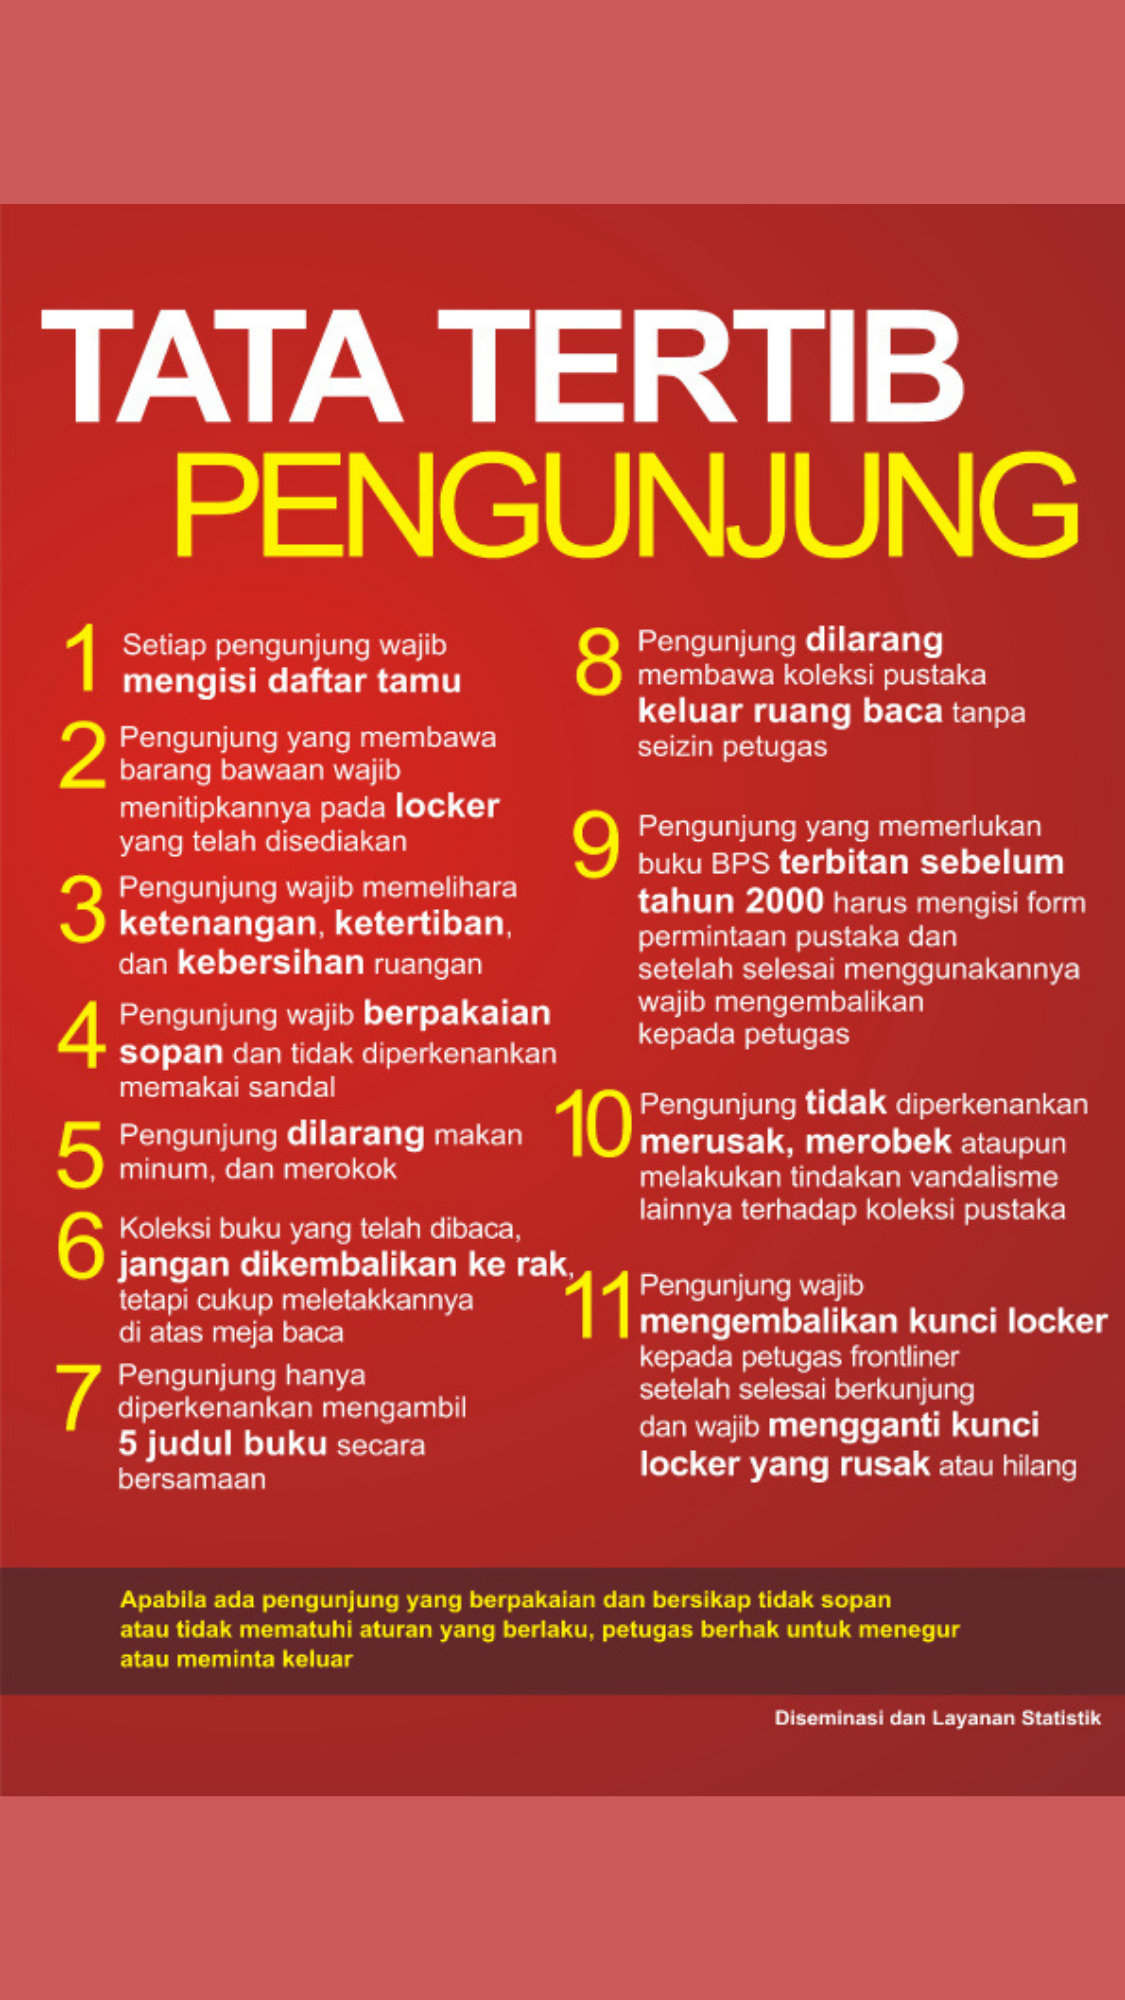 TATA TERTIB
PENGUNJUNG
1 Setiap pengunjung wajib
mengisi daftar tamu
2 Pengunjung yang membawa
barang bawaan wajib
menitipkannya pada locker
yang telah disediakan
3 Pengunjung wajib memelihara
ketenangan, ketertiban,
dan kebersihan ruangan
4 Pengunjung wajib berpakaian
sopan dan tidak diperkenankan
memakai sandal
5 Pengunjung dilarang makan
minum, dan merokok
6 Koleksi buku yang telah dibaca,
jangan dikembalikan ke rak,
tetapi cukup meletakkannya
di atas meja baca
7 Pengunjung hanya
diperkenankan mengambil
5 judul buku secara
bersamaan
8 Pengunjung dilarang
membawa koleksi pustaka
keluar ruang baca tanpa
seizin petugas
9 Pengunjung yang memerlukan
buku BPS terbitan sebelum
tahun 2000 harus mengisi form
permintaan pustaka dan
setelah selesai menggunakannya
wajib mengembalikan
kepada petugas
10 Pengunjung tidak diperkenankan
merusak, merobek ataupun
melakukan tindakan vandalisme
lainnya terhadap koleksi pustaka
11 Pengunjung wajib
mengembalikan kunci locker
kepada petugas frontliner
setelah selesai berkunjung
dan wajib mengganti kunci
locker yang rusak atau hilang
Apabila ada pengunjung yang berpakaian dan bersikap tidak sopan
atau tidak mematuhi aturan yang berlaku, petugas berhak untuk menegur
atau meminta keluar
Diseminasi dan Layanan Statistik